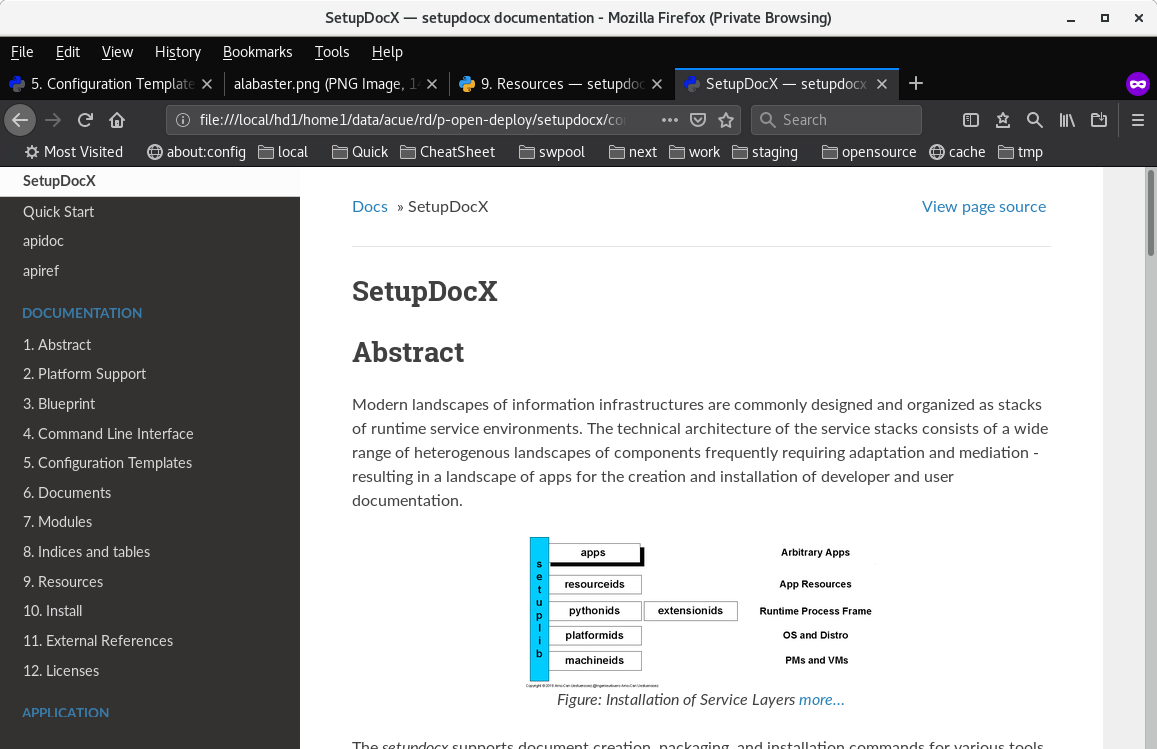 SetupDocX — setupdocx documentation - Mozilla Firefox (Private Browsing)
File Edit View History Bookmarks Tools Help
5. Configuration Template
alabaster.png (PNG Image, 14
9. Resources — setupdoc
SetupDocX — setupdocx
file:///local/hd1/home1/data/acue/rd/p-open-deploy/setupdocx/co
Search
Most Visited about:config local Quick CheatSheet swpool next work staging opensource cache tmp
SetupDocX
Quick Start
apidoc
apiref
DOCUMENTATION
1. Abstract
2. Platform Support
3. Blueprint
4. Command Line Interface
5. Configuration Templates
6. Documents
7. Modules
8. Indices and tables
9. Resources
10. Install
11. External References
12. Licenses
APPLICATION
Docs » SetupDocX
View page source
SetupDocX
Abstract
Modern landscapes of information infrastructures are commonly designed and organized as stacks
of runtime service environments. The technical architecture of the service stacks consists of a wide
range of heterogenous landscapes of components frequently requiring adaptation and mediation -
resulting in a landscape of apps for the creation and installation of developer and user
documentation.
setuplib
apps Arbitrary Apps
resourceids App Resources
pythonids extensionids Runtime Process Frame
platformids OS and Distro
machineids PMs and VMs
Figure: Installation of Service Layers more...
The setupdocx supports document creation, packaging, and installation commands for various tools